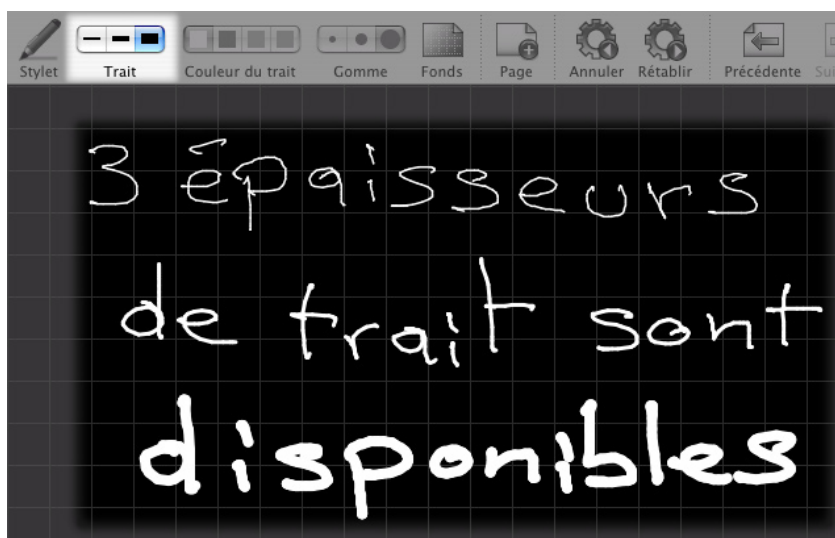 Stylet Trait Couleur du trait Gomme Fonds Page Annuler Rétablir Précédente
3 épaisseurs
de trait sont
disponibles